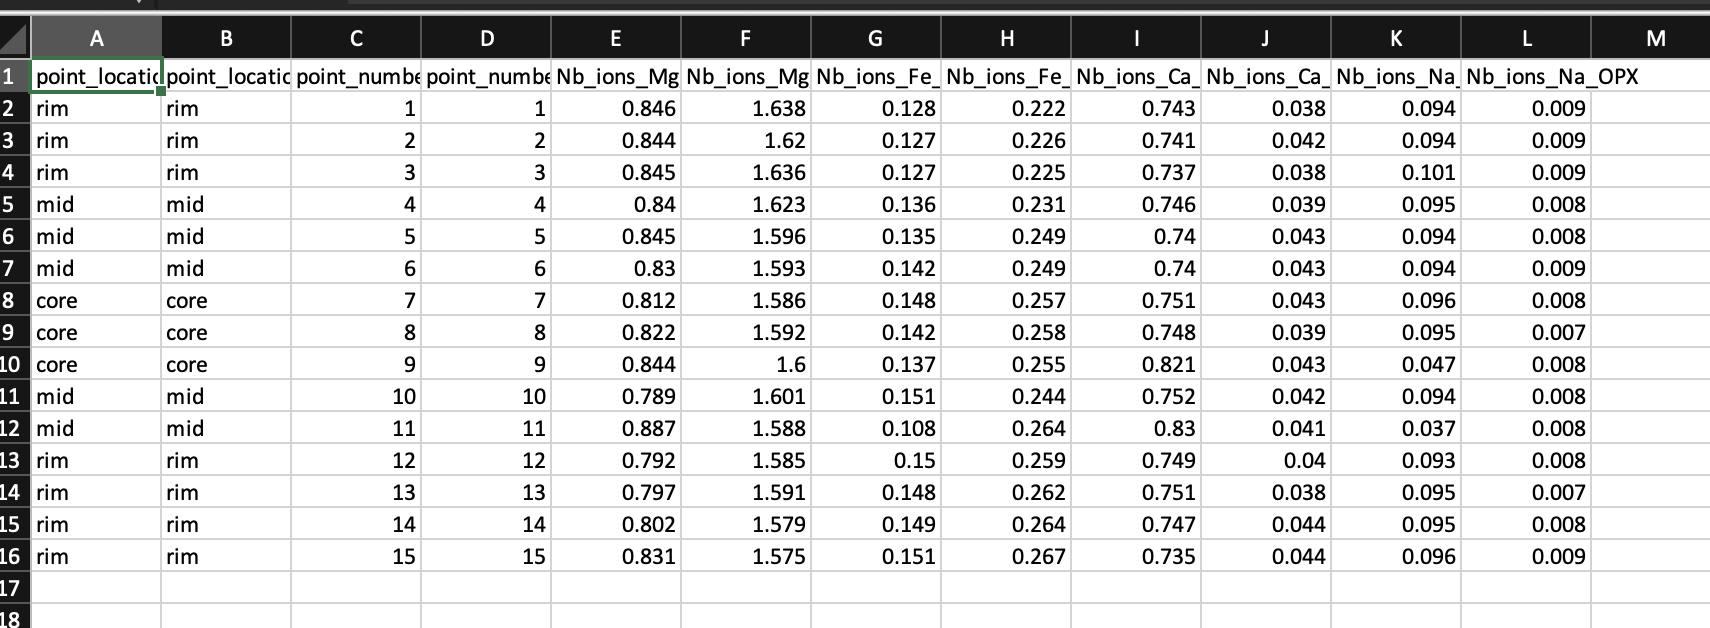 A B C D E F G H I J K L M
1 point_locatic point_locatic point_numbe point_numbe Nb_ions_Mg Nb_ions_Mg Nb_ions_Fe_ Nb_ions_Fe_ Nb_ions_Ca_ Nb_ions_Ca_ Nb_ions_Na_ Nb_ions_Na_OPX
2 rim rim 1 1 0.846 1.638 0.128 0.222 0.743 0.038 0.094 0.009
3 rim rim 2 2 0.844 1.62 0.127 0.226 0.741 0.042 0.094 0.009
4 rim rim 3 3 0.845 1.636 0.127 0.225 0.737 0.038 0.101 0.009
5 mid mid 4 4 0.84 1.623 0.136 0.231 0.746 0.039 0.095 0.008
6 mid mid 5 5 0.845 1.596 0.135 0.249 0.74 0.043 0.094 0.008
7 mid mid 6 6 0.83 1.593 0.142 0.249 0.74 0.043 0.094 0.009
8 core core 7 7 0.812 1.586 0.148 0.257 0.751 0.043 0.096 0.008
9 core core 8 8 0.822 1.592 0.142 0.258 0.748 0.039 0.095 0.007
10 core core 9 9 0.844 1.6 0.137 0.255 0.821 0.043 0.047 0.008
11 mid mid 10 10 0.789 1.601 0.151 0.244 0.752 0.042 0.094 0.008
12 mid mid 11 11 0.887 1.588 0.108 0.264 0.83 0.041 0.037 0.008
13 rim rim 12 12 0.792 1.585 0.15 0.259 0.749 0.04 0.093 0.008
14 rim rim 13 13 0.797 1.591 0.148 0.262 0.751 0.038 0.095 0.007
15 rim rim 14 14 0.802 1.579 0.149 0.264 0.747 0.044 0.095 0.008
16 rim rim 15 15 0.831 1.575 0.151 0.267 0.735 0.044 0.096 0.009
17
18